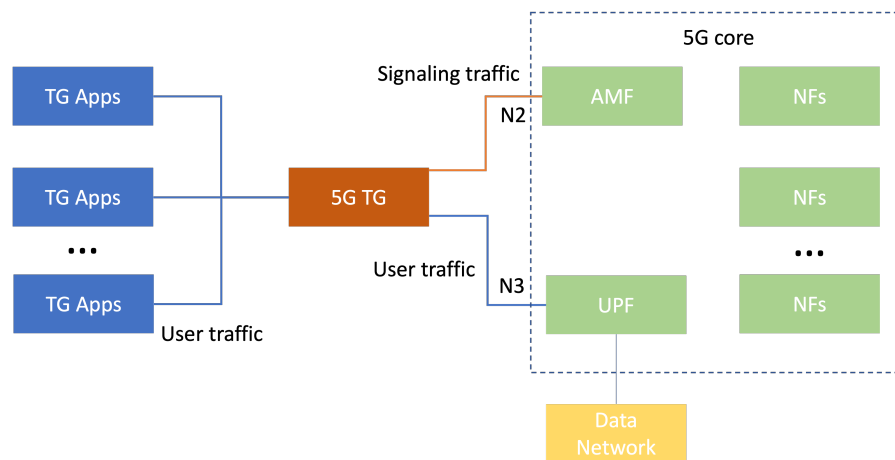 5G core
Signaling traffic
TG Apps
AMF
NFs
N2
TG Apps
5G TG
NFs
...
User traffic
...
N3
TG Apps
UPF
NFs
User traffic
Data
Network